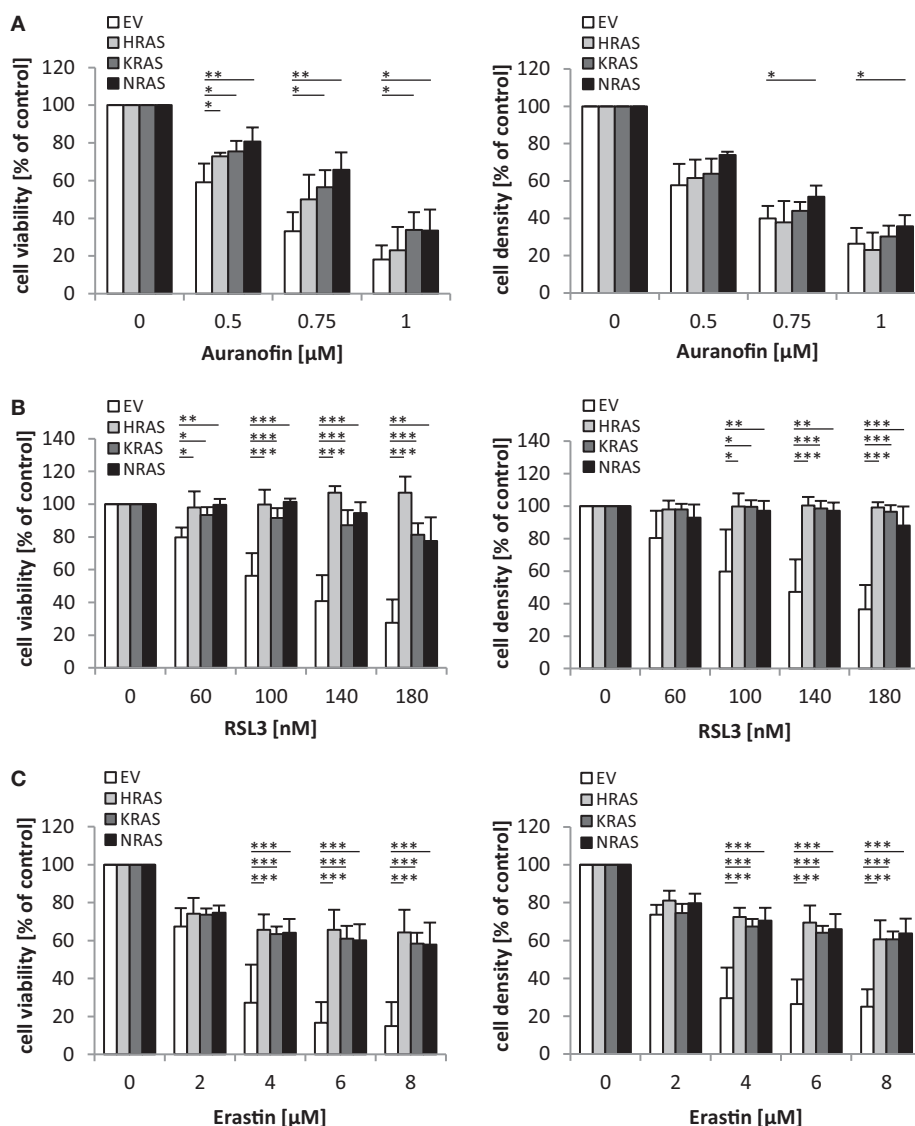 A
EV
HRAS
KRAS
NRAS
cell viability [% of control]
120
100
80
60
40
20
0
**
*
*
**
*
*
*
0 0.5 0.75 1
Auranofin [µM]
EV
HRAS
KRAS
NRAS
cell density [% of control]
120
100
80
60
40
20
0
*
*
0 0.5 0.75 1
Auranofin [µM]
B
EV
HRAS
KRAS
NRAS
cell viability [% of control]
140
120
100
80
60
40
20
0
** *** *** **
* *** *** ***
* *** *** ***
0 60 100 140 180
RSL3 [nM]
EV
HRAS
KRAS
NRAS
cell density [% of control]
140
120
100
80
60
40
20
0
** ** ***
* *** ***
* *** ***
0 60 100 140 180
RSL3 [nM]
C
EV
HRAS
KRAS
NRAS
cell viability [% of control]
120
100
80
60
40
20
0
*** *** ***
*** *** ***
*** *** ***
0 2 4 6 8
Erastin [µM]
EV
HRAS
KRAS
NRAS
cell density [% of control]
120
100
80
60
40
20
0
*** *** ***
*** *** ***
*** *** ***
0 2 4 6 8
Erastin [µM]